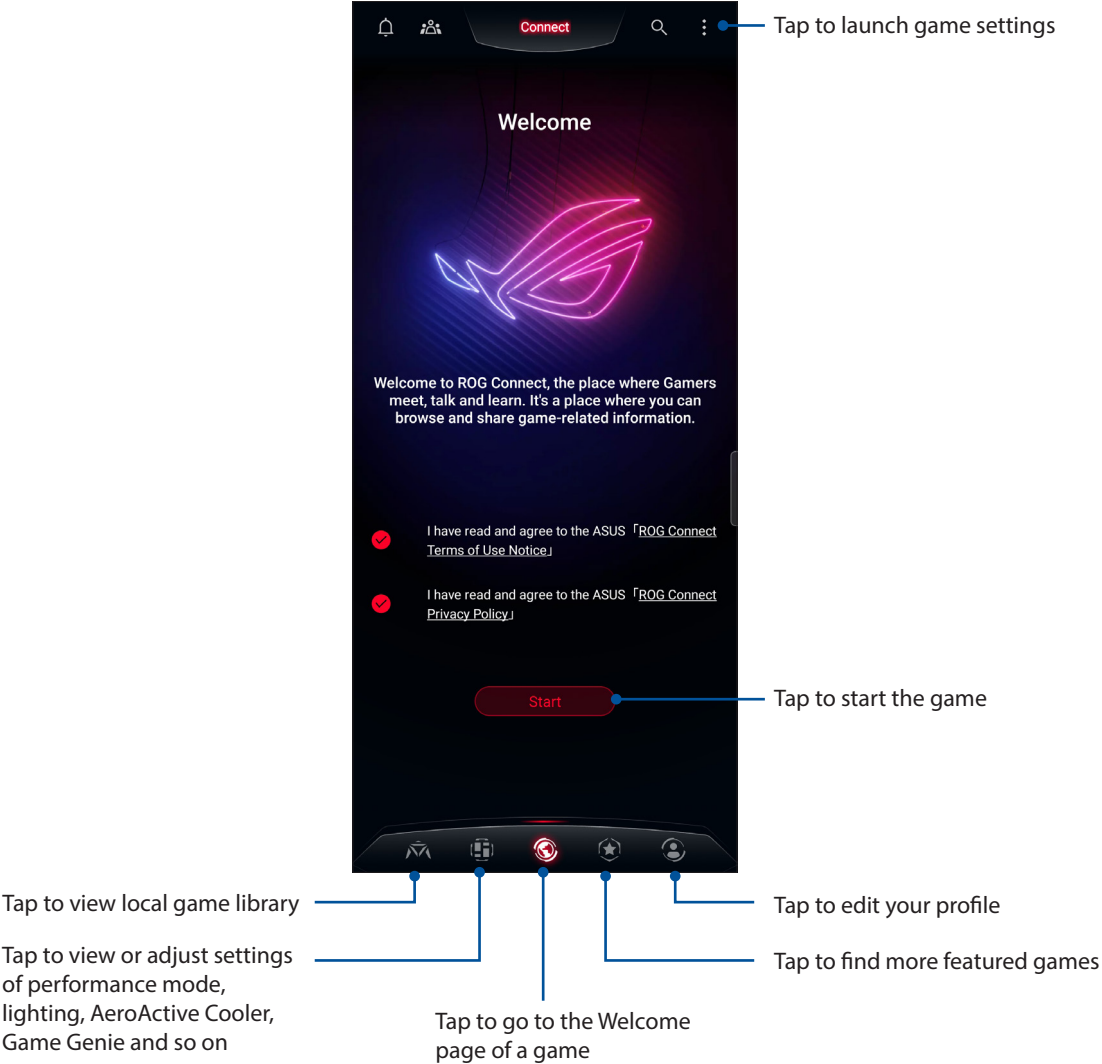 Connect
Tap to launch game settings
Welcome
Welcome to ROG Connect, the place where Gamers
meet, talk and learn. It's a place where you can
browse and share game-related information.
I have read and agree to the ASUS「ROG Connect
Terms of Use Notice」
I have read and agree to the ASUS「ROG Connect
Privacy Policy」
Start
Tap to start the game
Tap to view local game library
Tap to view or adjust settings
of performance mode,
lighting, AeroActive Cooler,
Game Genie and so on
Tap to go to the Welcome
page of a game
Tap to edit your profile
Tap to find more featured games